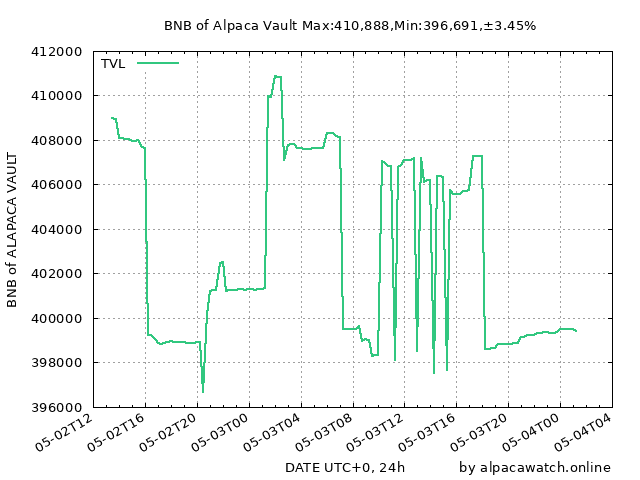 BNB of Alpaca Vault Max:410,888,Min:396,691,±3.45%
TVL
412000
410000
408000
406000
404000
402000
400000
398000
396000
BNB of ALAPACA VAULT
05-02T12
05-02T16
05-02T20
05-03T00
05-03T04
05-03T08
05-03T12
05-03T16
05-03T20
05-04T00
05-04T04
DATE UTC+0, 24h
by alpacawatch.online